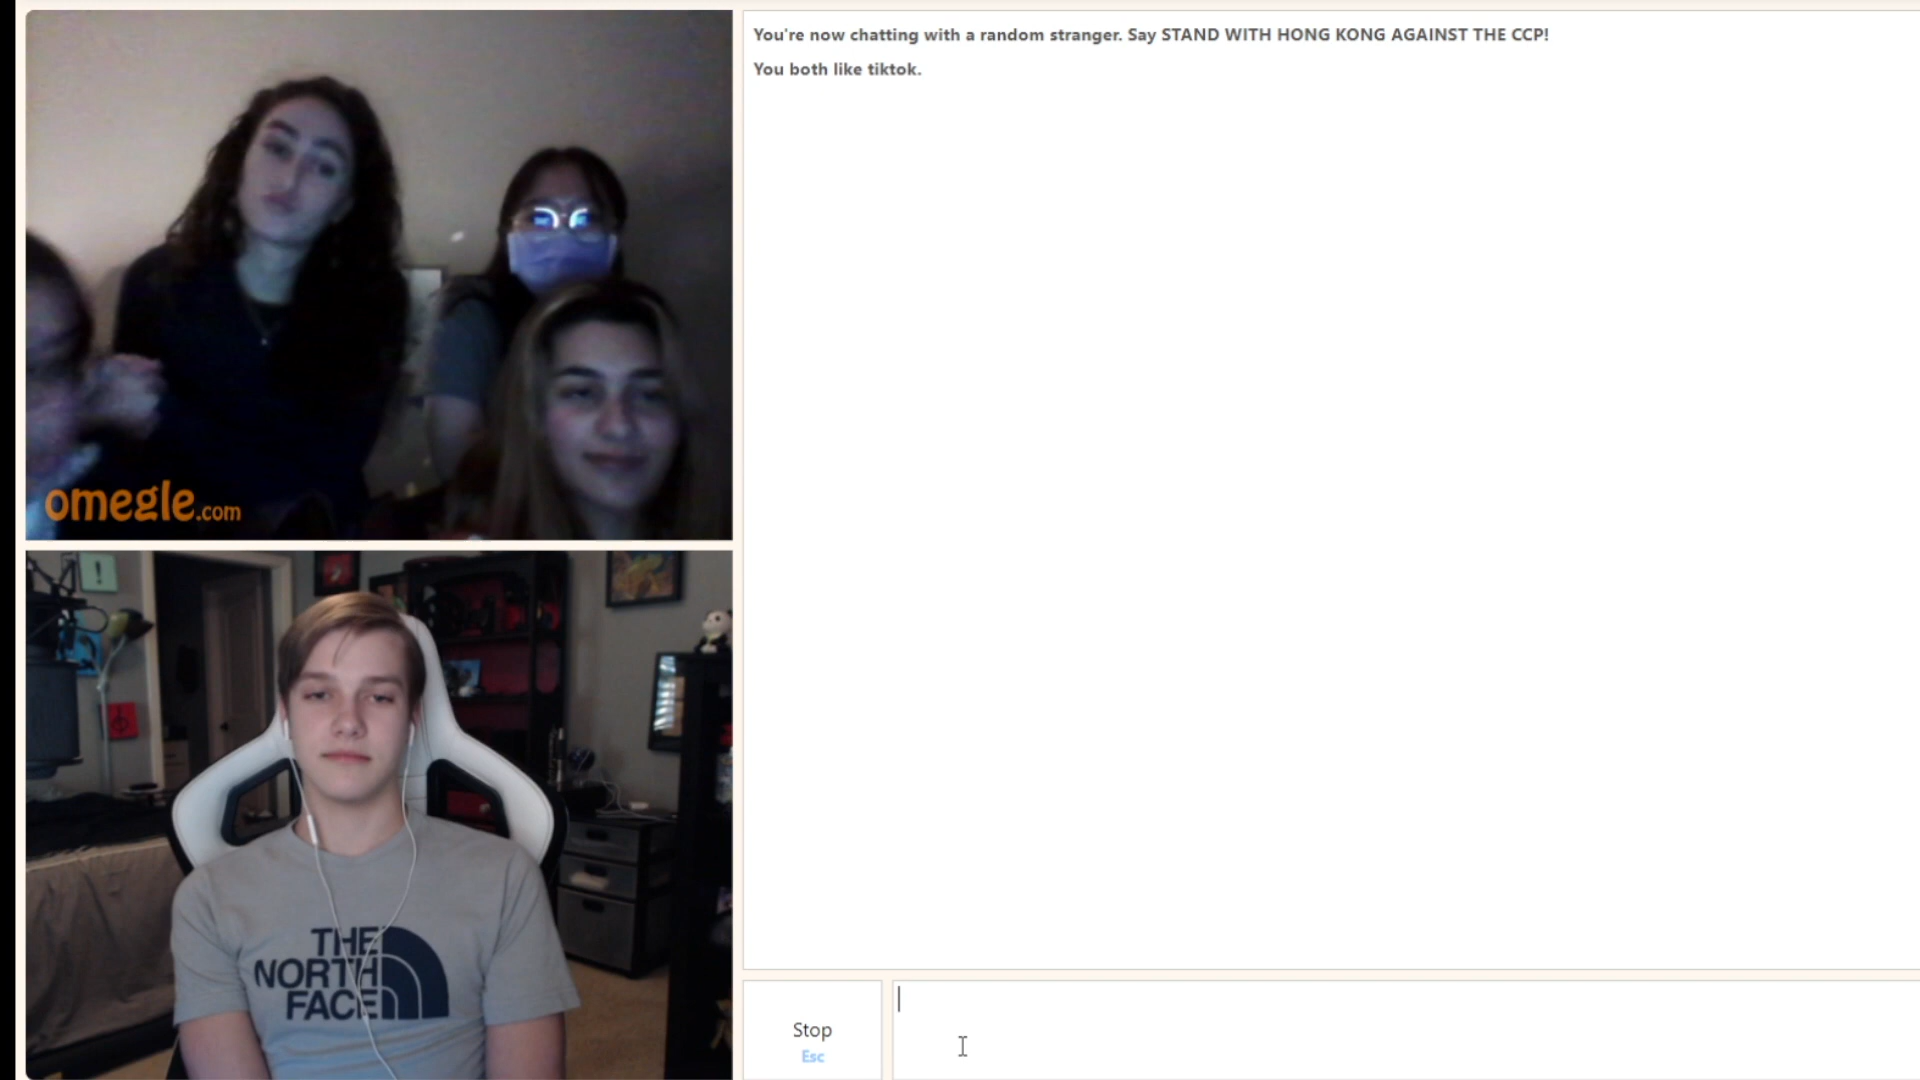 You're now chatting with a random stranger. Say STAND WITH HONG KONG AGAINST THE CCP!
You both like tiktok.
omegle.com
!
THE
NORTH
FACE
Stop
Esc